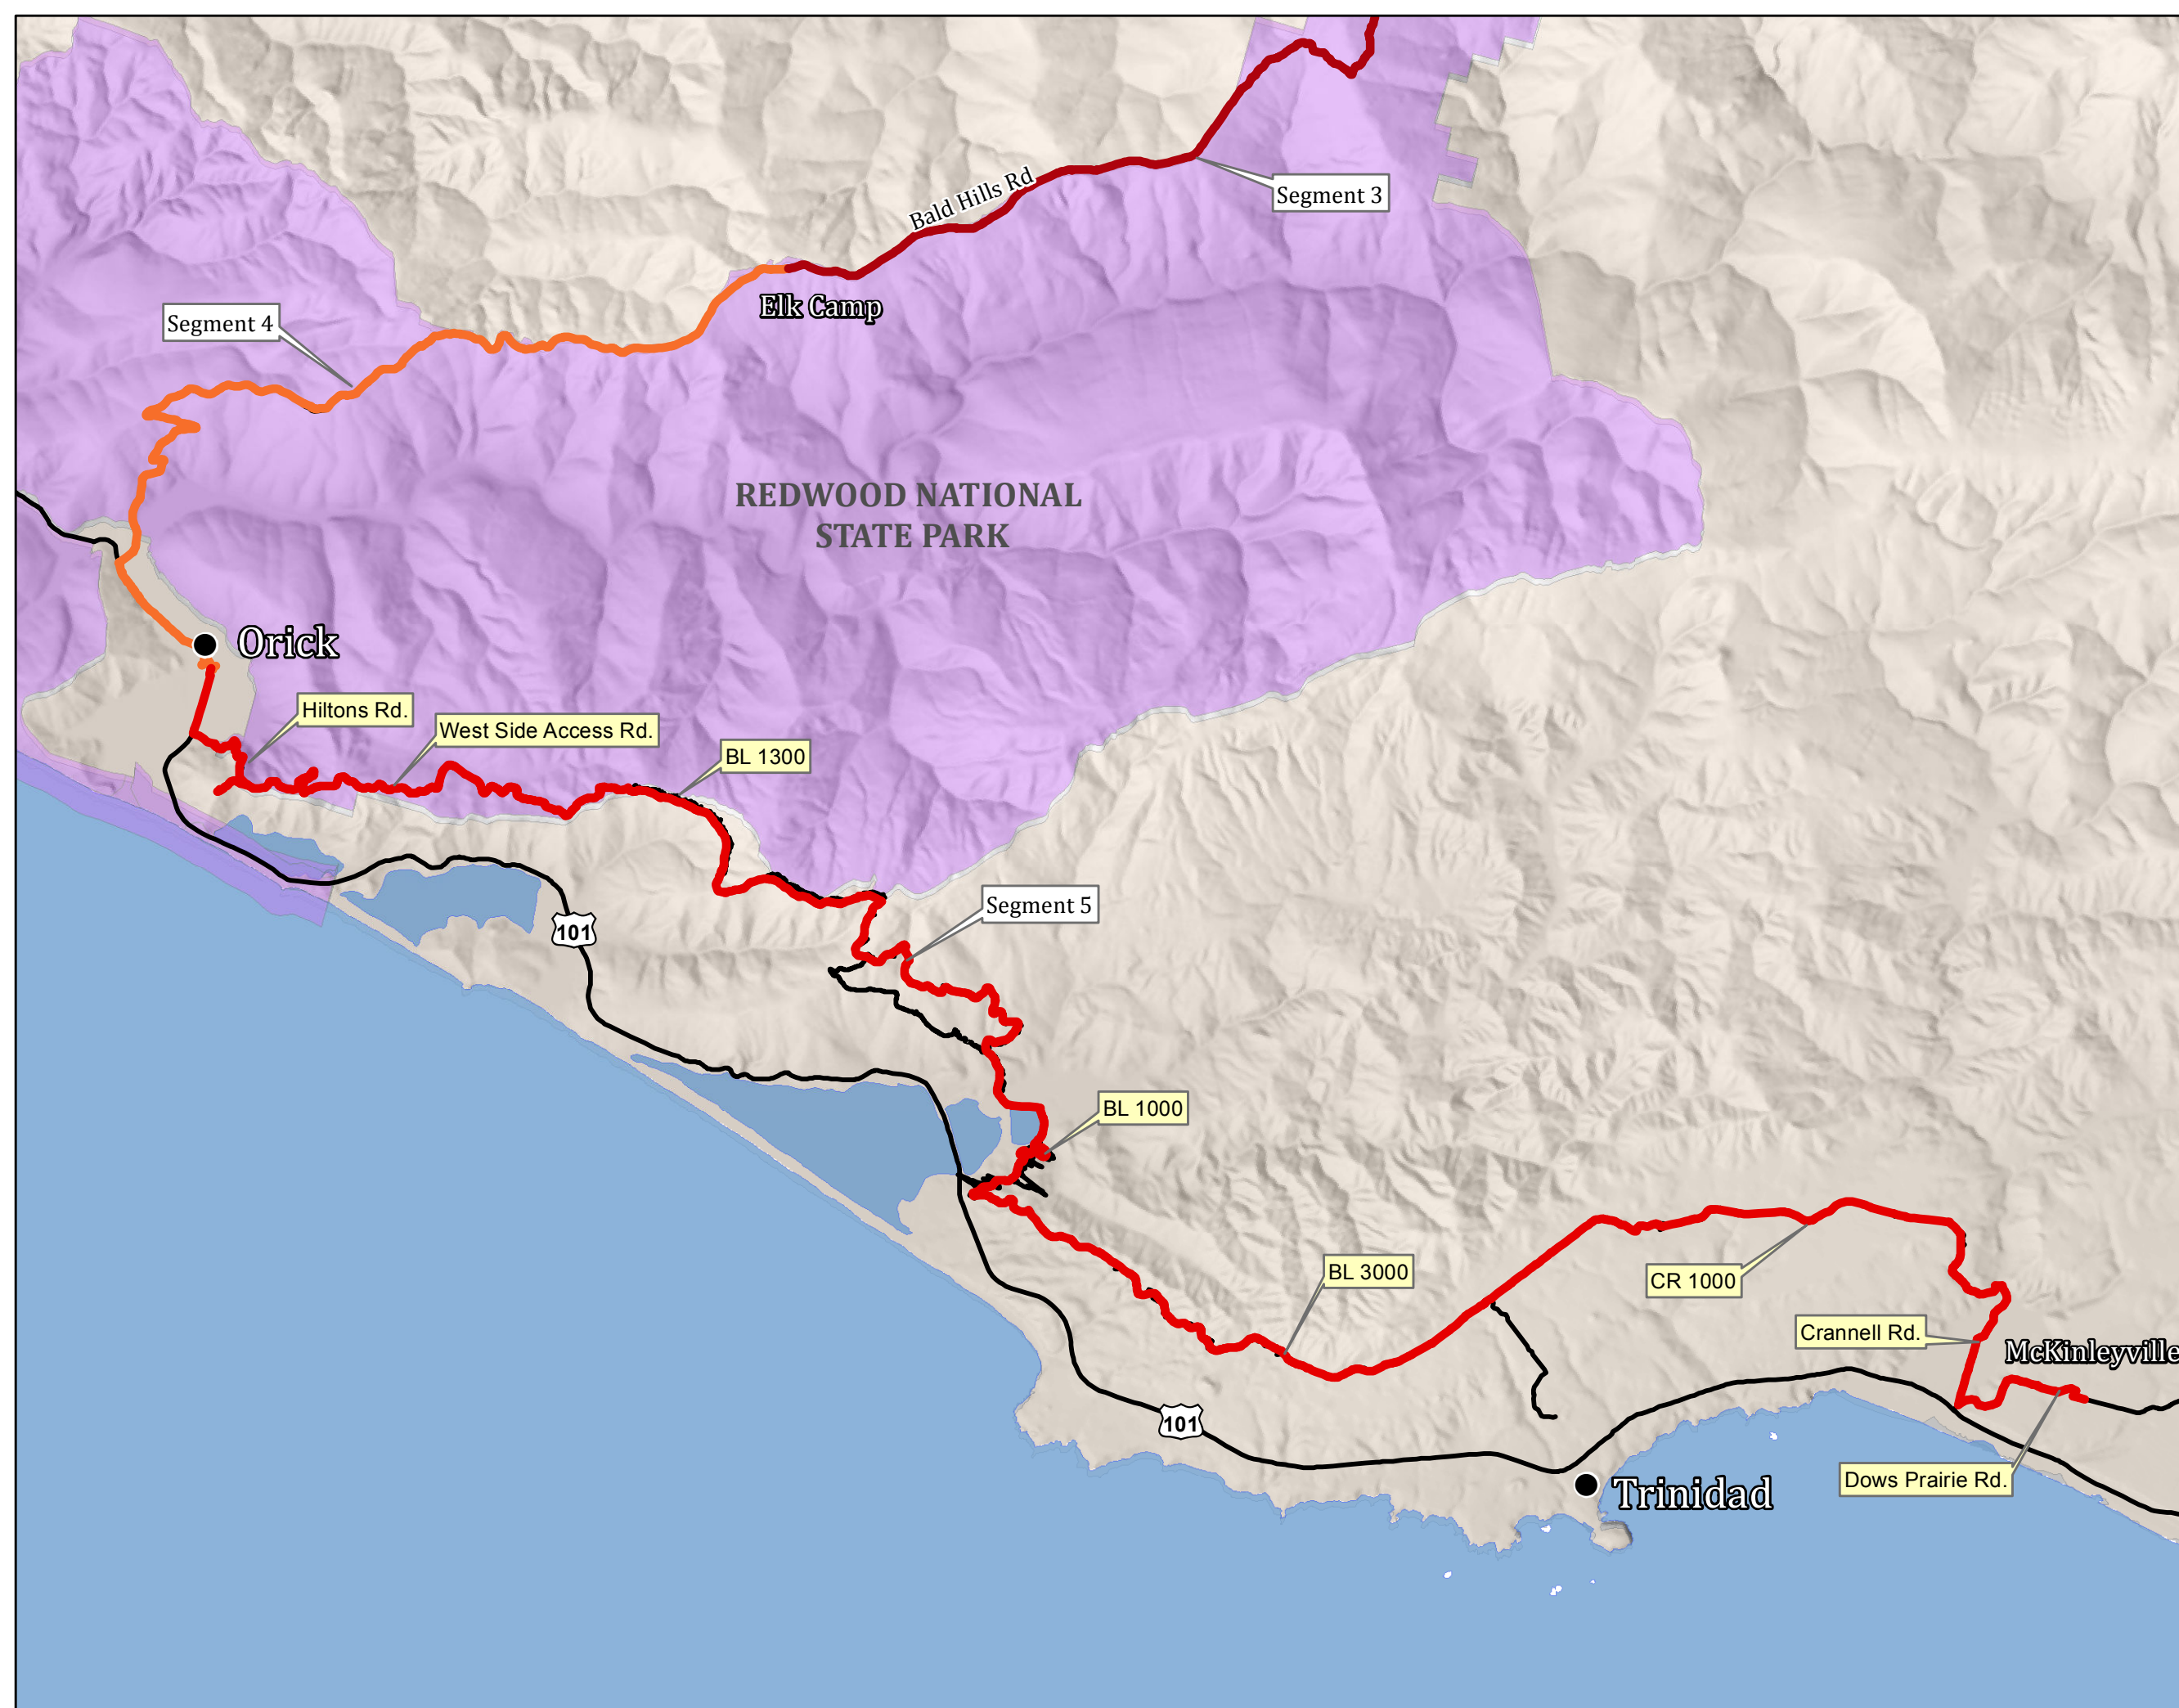 Bald Hills Rd
Segment 3
Elk Camp
Segment 4
REDWOOD NATIONAL
STATE PARK
Orick
Hiltons Rd.
West Side Access Rd.
BL 1300
Segment 5
101
BL 1000
BL 3000
CR 1000
Crannell Rd.
McKinleyville
101
Dows Prairie Rd.
Trinidad